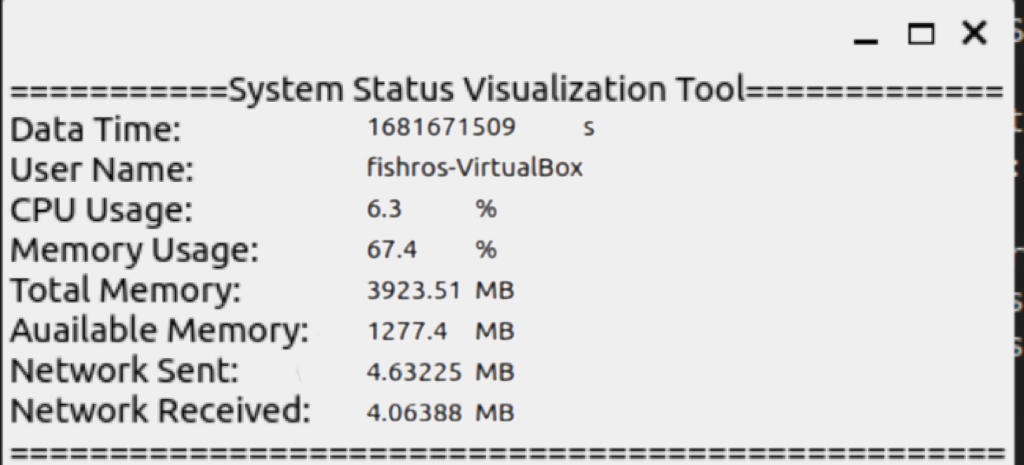 ===========System Status Visualization Tool=============
Data Time: 1681671509 s
User Name: fishros-VirtualBox
CPU Usage: 6.3 %
Memory Usage: 67.4 %
Total Memory: 3923.51 MB
Auailable Memory: 1277.4 MB
Network Sent: 4.63225 MB
Network Received: 4.06388 MB
==================================================